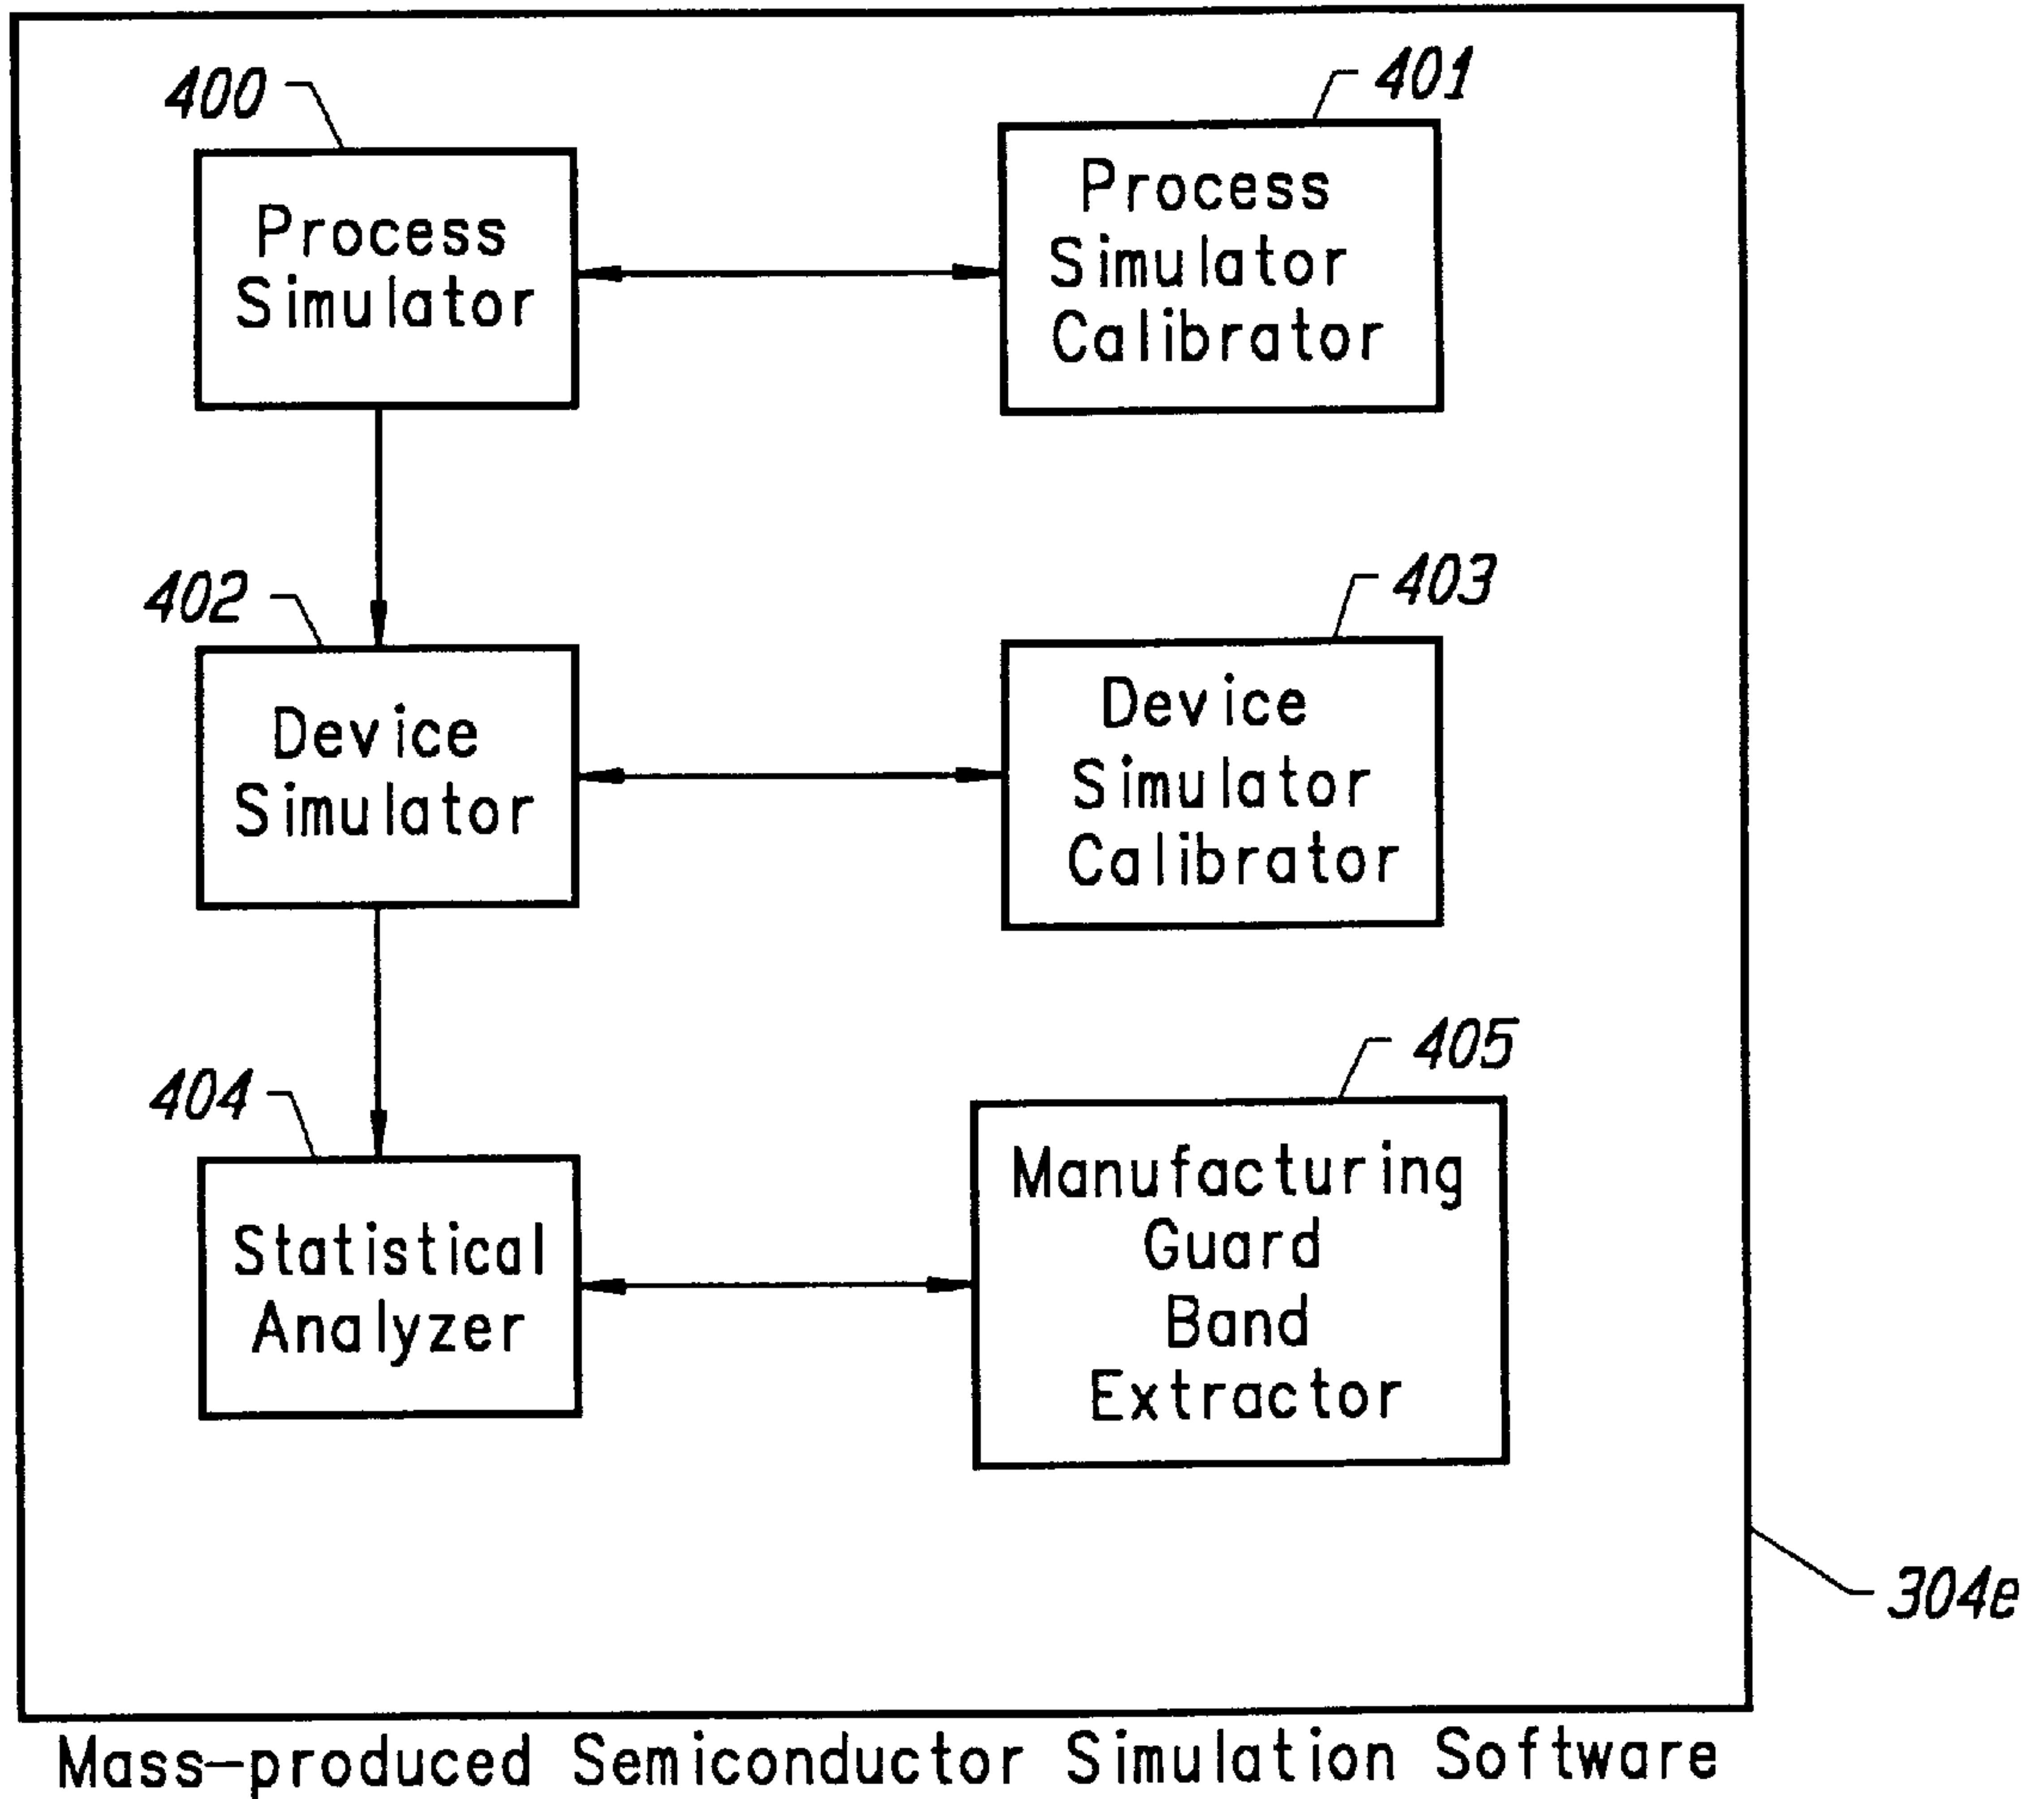 400
401
Process
Simulator
Process
Simulator
Calibrator
402
403
Device
Simulator
Device
Simulator
Calibrator
404
405
Statistical
Analyzer
Manufacturing
Guard
Band
Extractor
304e
Mass-produced Semiconductor Simulation Software